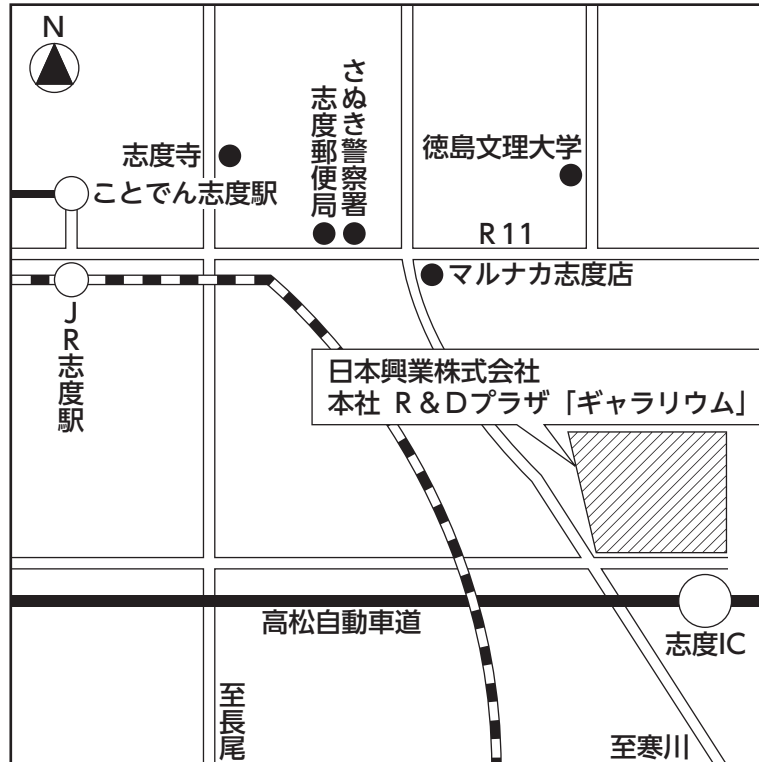 N
さぬき警察署
志度郵便局
志度寺
徳島文理大学
ことでん志度駅
R11
マルナカ志度店
JR志度駅
日本興業株式会社
本社 R&Dプラザ「ギャラリウム」
高松自動車道
志度IC
至長尾
至寒川